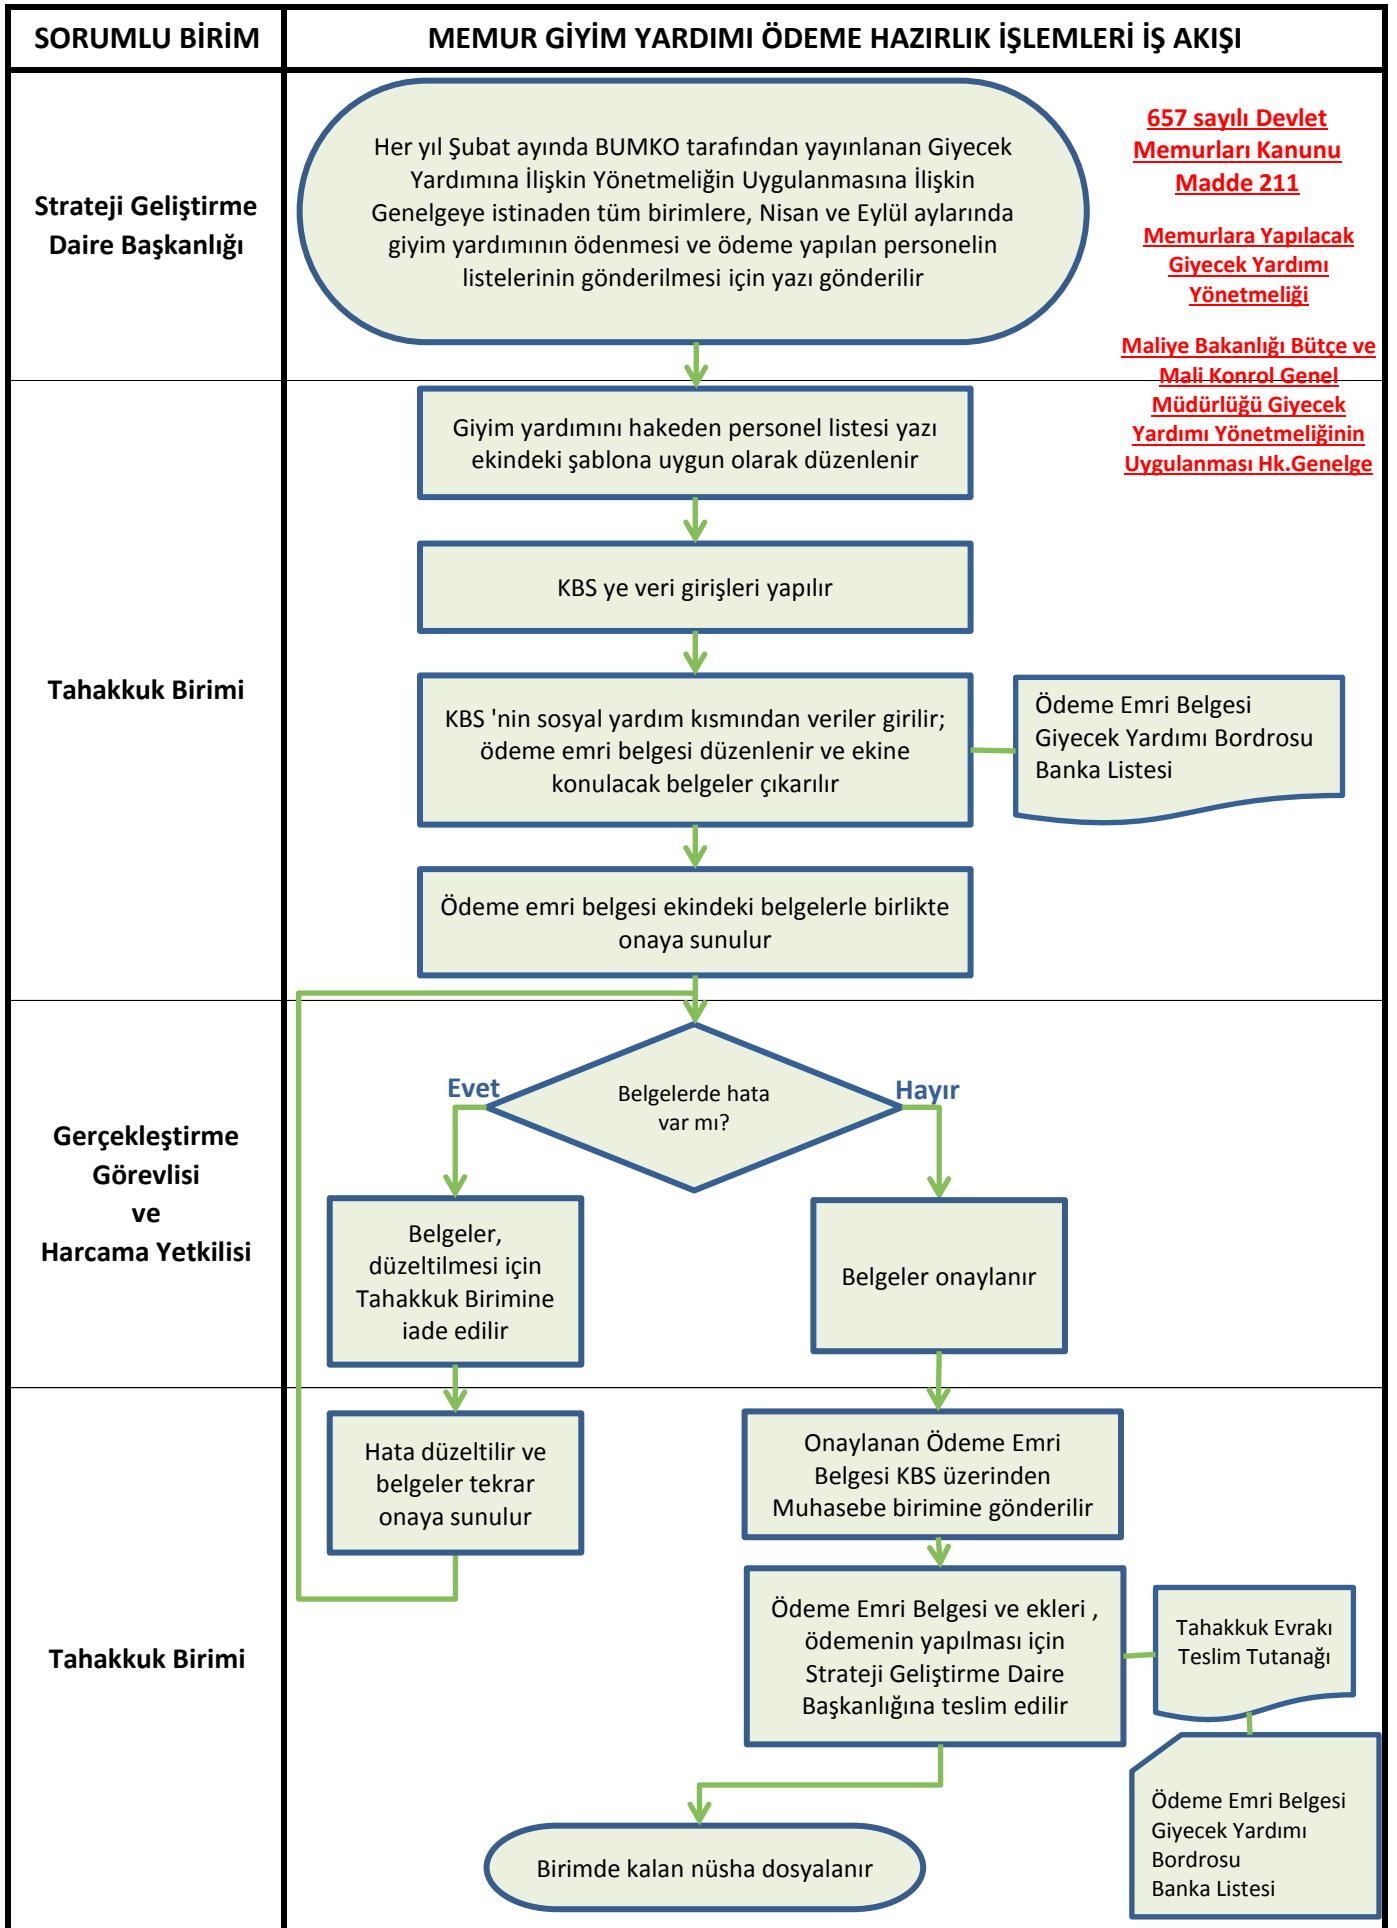 SORUMLU BİRİM
MEMUR GİYİM YARDIMI ÖDEME HAZIRLIK İŞLEMLERİ İŞ AKIŞI
Strateji Geliştirme
Daire Başkanlığı
Her yıl Şubat ayında BUMKO tarafından yayınlanan Giyecek
Yardımına İlişkin Yönetmeliğin Uygulanmasına İlişkin
Genelgeye istinaden tüm birimlere, Nisan ve Eylül aylarında
giyim yardımının ödenmesi ve ödeme yapılan personelin
listelerinin gönderilmesi için yazı gönderilir
657 sayılı Devlet
Memurları Kanunu
Madde 211
Memurlara Yapılacak
Giyecek Yardımı
Yönetmeliği
Maliye Bakanlığı Bütçe ve
Mali Konrol Genel
Müdürlüğü Giyecek
Yardımı Yönetmeliğinin
Uygulanması Hk.Genelge
Tahakkuk Birimi
Giyim yardımını hakeden personel listesi yazı
ekindeki şablona uygun olarak düzenlenir
KBS ye veri girişleri yapılır
KBS 'nin sosyal yardım kısmından veriler girilir;
ödeme emri belgesi düzenlenir ve ekine
konulacak belgeler çıkarılır
Ödeme Emri Belgesi
Giyecek Yardımı Bordrosu
Banka Listesi
Ödeme emri belgesi ekindeki belgelerle birlikte
onaya sunulur
Gerçekleştirme
Görevlisi
ve
Harcama Yetkilisi
Evet
Belgelerde hata
var mı?
Hayır
Belgeler,
düzeltilmesi için
Tahakkuk Birimine
iade edilir
Belgeler onaylanır
Tahakkuk Birimi
Hata düzeltilir ve
belgeler tekrar
onaya sunulur
Onaylanan Ödeme Emri
Belgesi KBS üzerinden
Muhasebe birimine gönderilir
Ödeme Emri Belgesi ve ekleri ,
ödemenin yapılması için
Strateji Geliştirme Daire
Başkanlığına teslim edilir
Tahakkuk Evrakı
Teslim Tutanağı
Ödeme Emri Belgesi
Giyecek Yardımı
Bordrosu
Banka Listesi
Birimde kalan nüsha dosyalanır